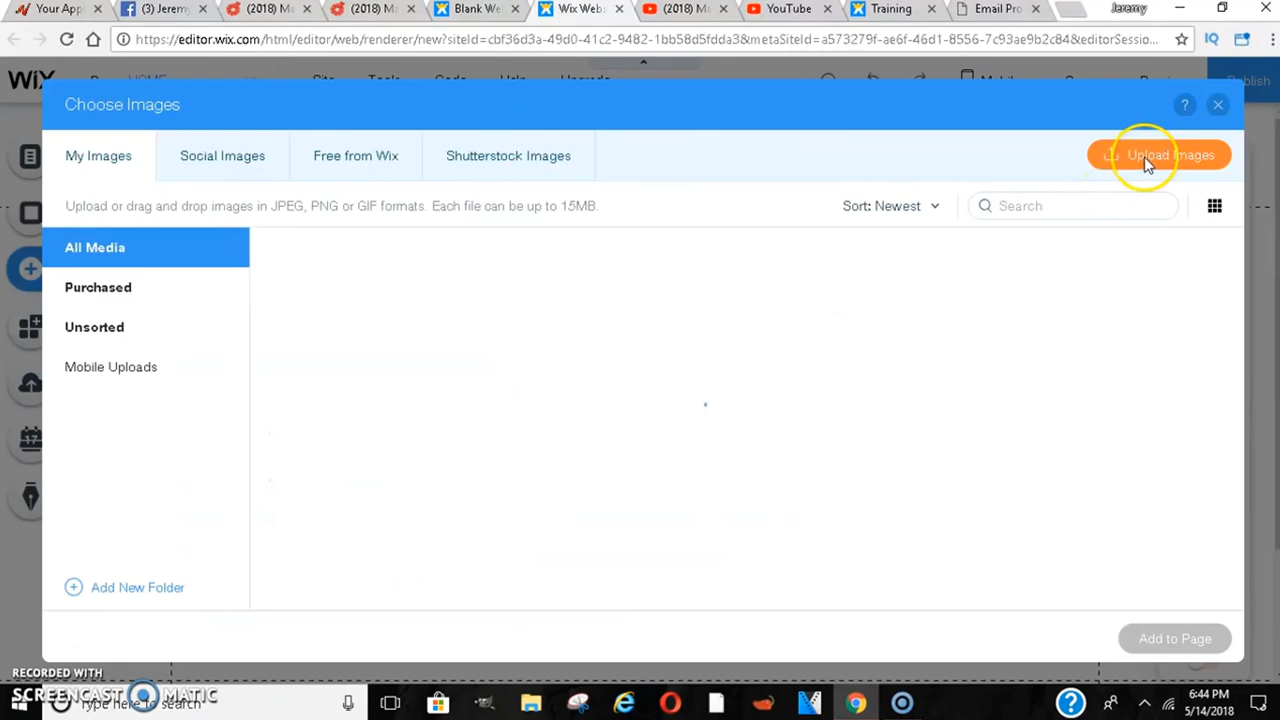 Your App
(3) Jeremy
(2018) Ma
(2018) Ma
Blank We
Wix Webs
(2018) M
YouTube
Training
Email Pro
Jeremy
https://editor.wix.com/html/editor/web/renderer/new?siteId=cbf36d3a-49d0-41c2-9482-1bb58d5fdda3&metaSiteId=a573279f-ae6f-46d1-8556-7c93ae9b2c84&editorSessio...
WiX
HOME
Site
Tools
Code
Help
Upgrade
Publish
Choose Images
?
My Images
Social Images
Free from Wix
Shutterstock Images
Upload Images
Upload or drag and drop images in JPEG, PNG or GIF formats. Each file can be up to 15MB.
Sort: Newest
Search
All Media
Purchased
Unsorted
Mobile Uploads
Add New Folder
Add to Page
RECORDED WITH
SCREENCAST MATIC
Type here to search
6:44 PM
5/14/2018